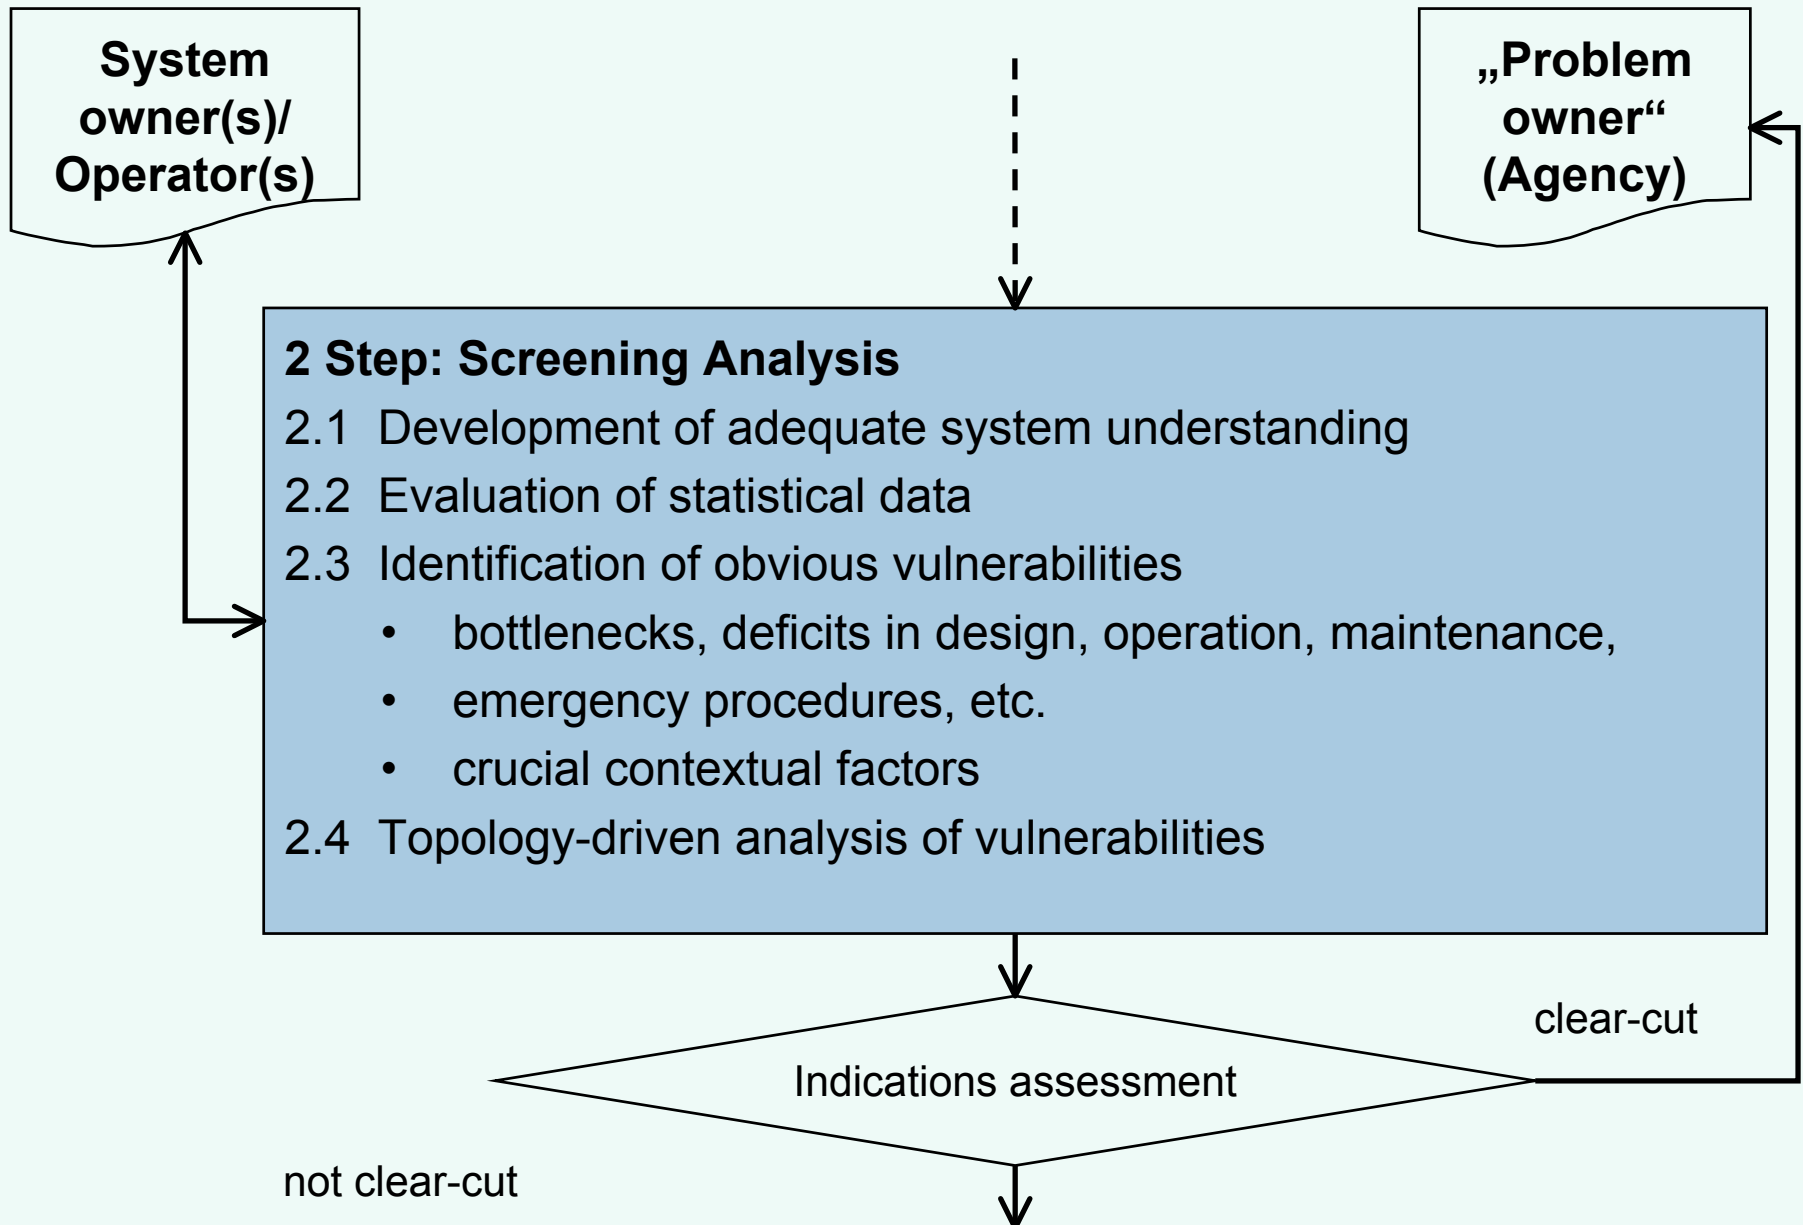 System
owner(s)/
Operator(s)
„Problem
owner“
(Agency)
2 Step: Screening Analysis
2.1 Development of adequate system understanding
2.2 Evaluation of statistical data
2.3 Identification of obvious vulnerabilities
• bottlenecks, deficits in design, operation, maintenance,
• emergency procedures, etc.
• crucial contextual factors
2.4 Topology-driven analysis of vulnerabilities
clear-cut
Indications assessment
not clear-cut